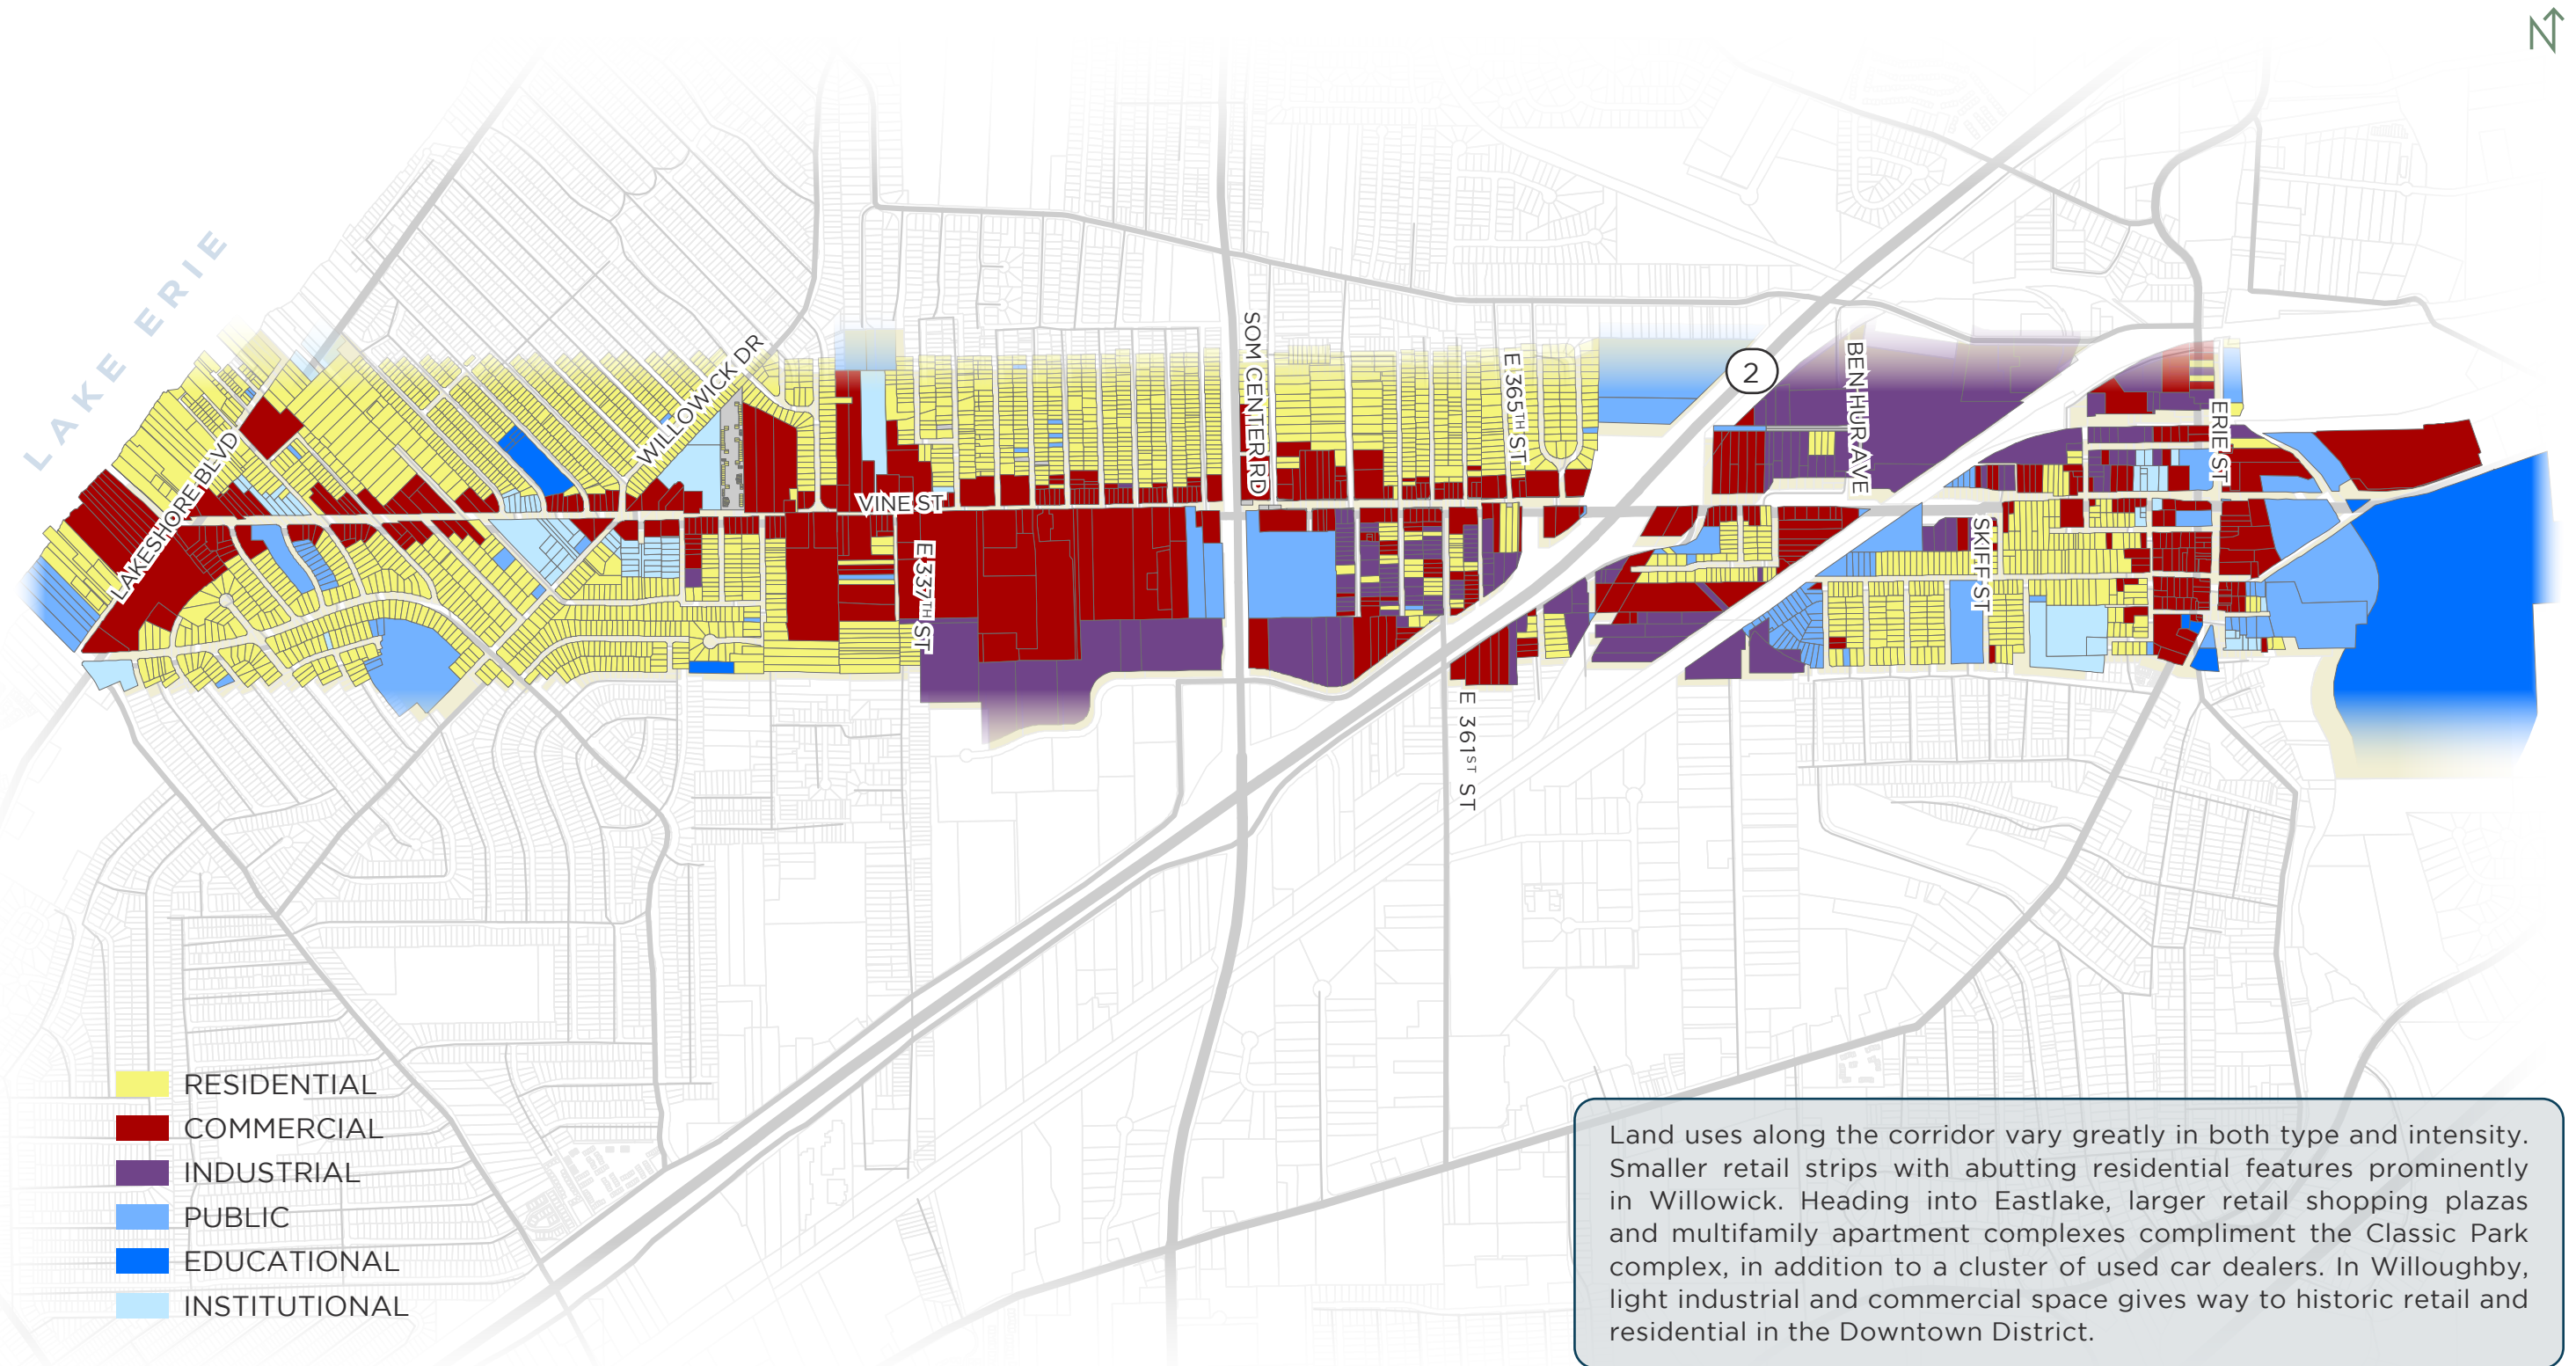 N
LAKE ERIE
LAKESHORE BLVD
WILLOWICK DR
VINE ST
E 337TH ST
SOM CENTER RD
E 365TH ST
E 361ST ST
2
BEN HUR AVE
SKIFF ST
ERIE ST
RESIDENTIAL
COMMERCIAL
INDUSTRIAL
PUBLIC
EDUCATIONAL
INSTITUTIONAL
Land uses along the corridor vary greatly in both type and intensity.
Smaller retail strips with abutting residential features prominently
in Willowick. Heading into Eastlake, larger retail shopping plazas
and multifamily apartment complexes compliment the Classic Park
complex, in addition to a cluster of used car dealers. In Willoughby,
light industrial and commercial space gives way to historic retail and
residential in the Downtown District.